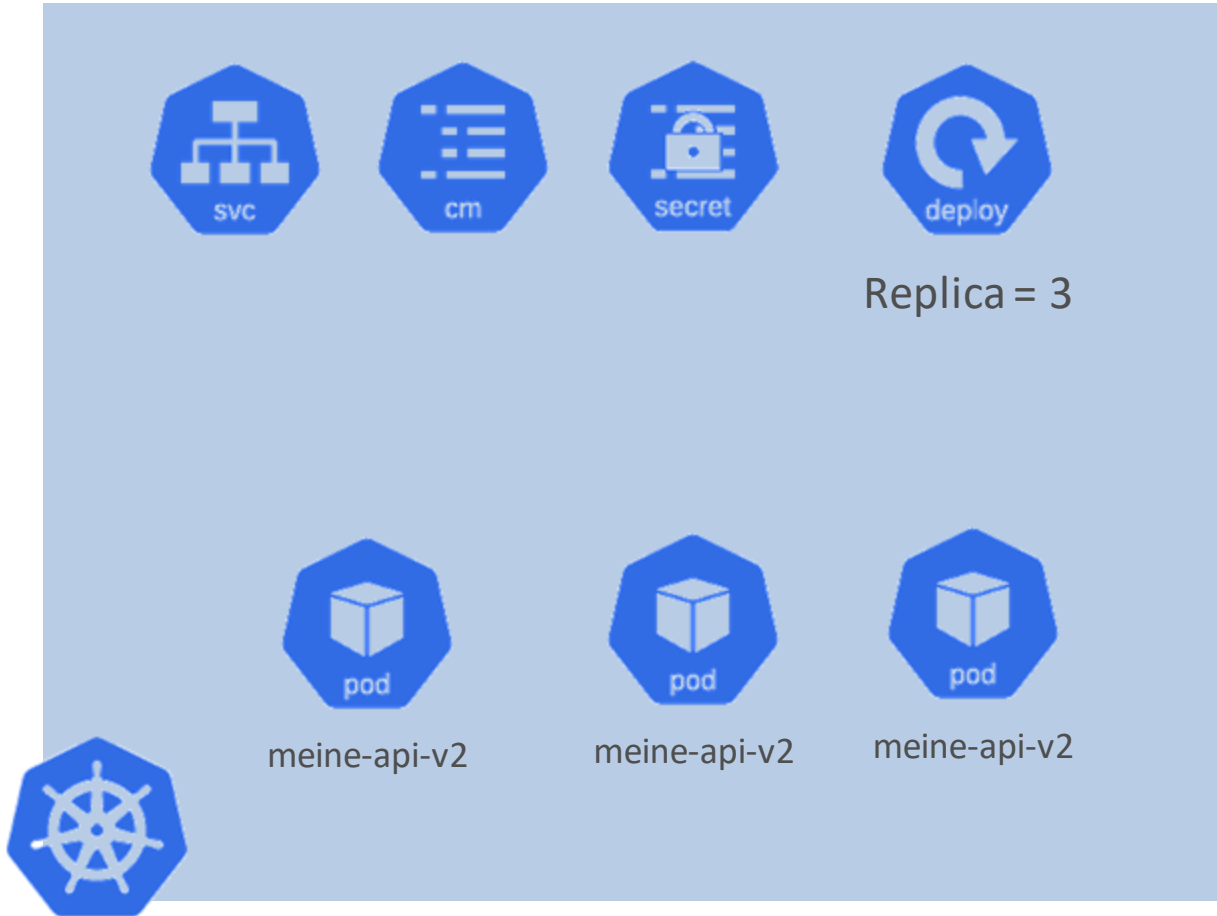 svc
cm
secret
deploy
Replica = 3
pod
pod
pod
meine-api-v2
meine-api-v2
meine-api-v2